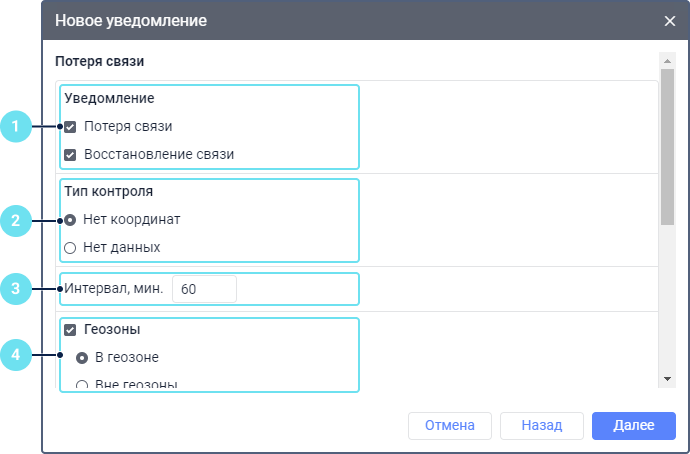 Новое уведомление
Потеря связи
Уведомление
1
Потеря связи
Восстановление связи
Тип контроля
2
Нет координат
Нет данных
3
Интервал, мин. 60
Геозоны
4
В геозоне
Вне геозоны
Отмена Назад Далее